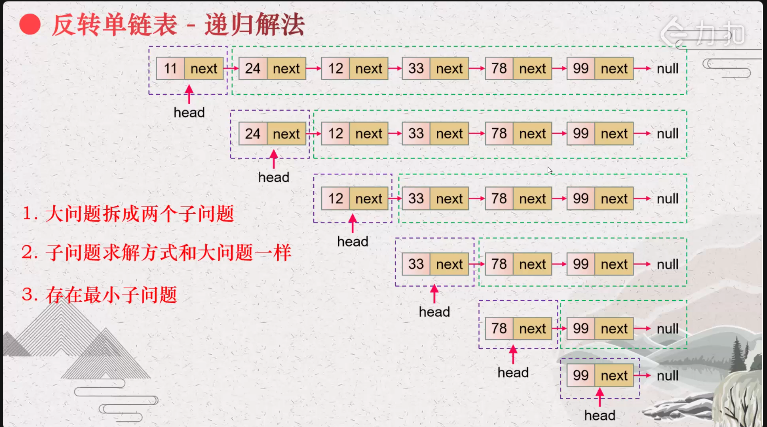 反转单链表 - 递归解法
力扣
11 next 24 next 12 next 33 next 78 next 99 next null
head
24 next 12 next 33 next 78 next 99 next null
head
12 next 33 next 78 next 99 next null
head
1. 大问题拆成两个子问题
2. 子问题求解方式和大问题一样
33 next 78 next 99 next null
head
3. 存在最小子问题
78 next 99 next null
head
99 next null
head